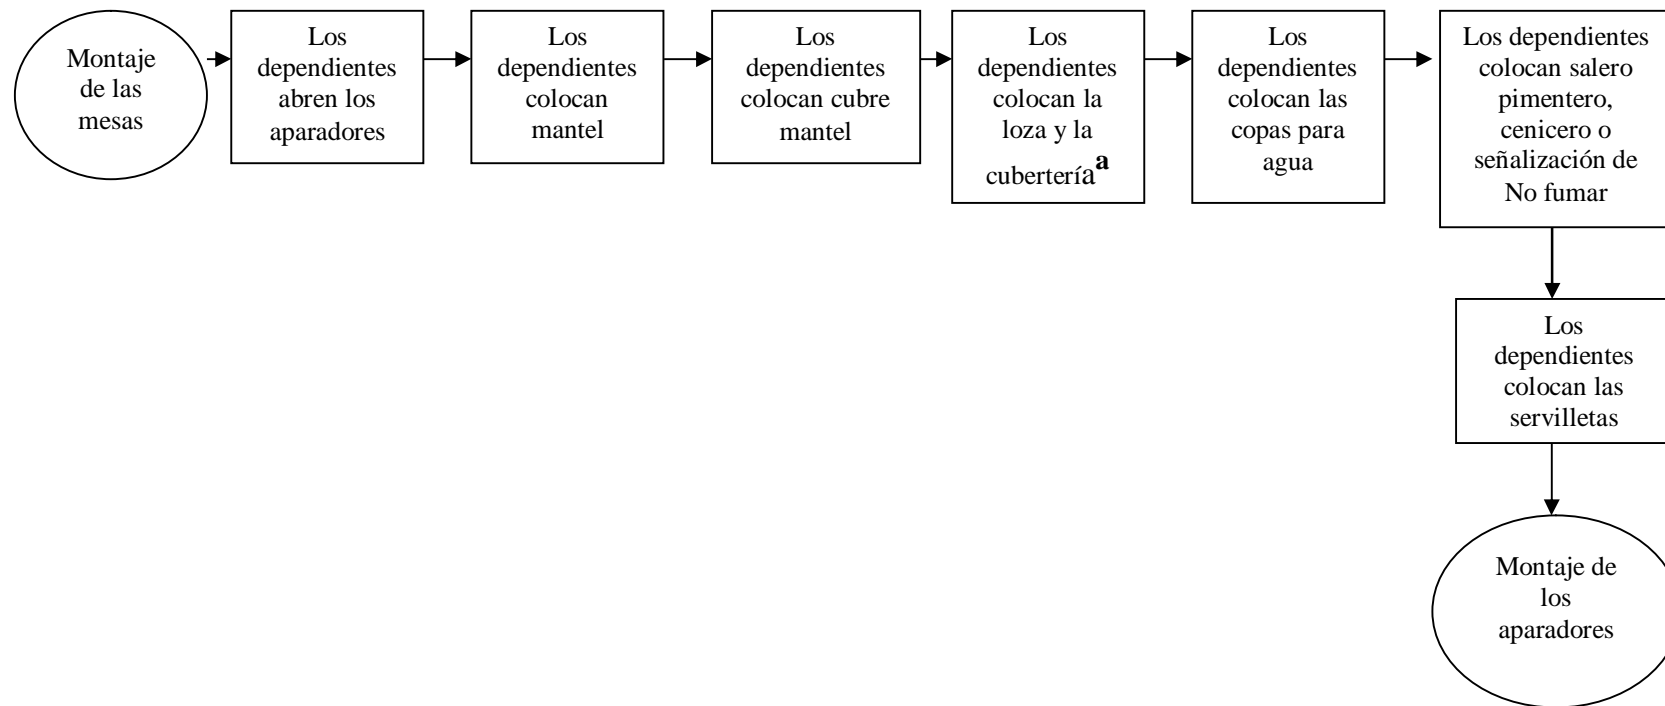 Montaje
de las
mesas
Los
dependientes
abren los
aparadores
Los
dependientes
colocan
mantel
Los
dependientes
colocan cubre
mantel
Los
dependientes
colocan la
loza y la
cubertería a
Los
dependientes
colocan las
copas para
agua
Los dependientes
colocan salero
pimentero,
cenicero o
señalización de
No fumar
Los
dependientes
colocan las
servilletas
Montaje de
los
aparadores